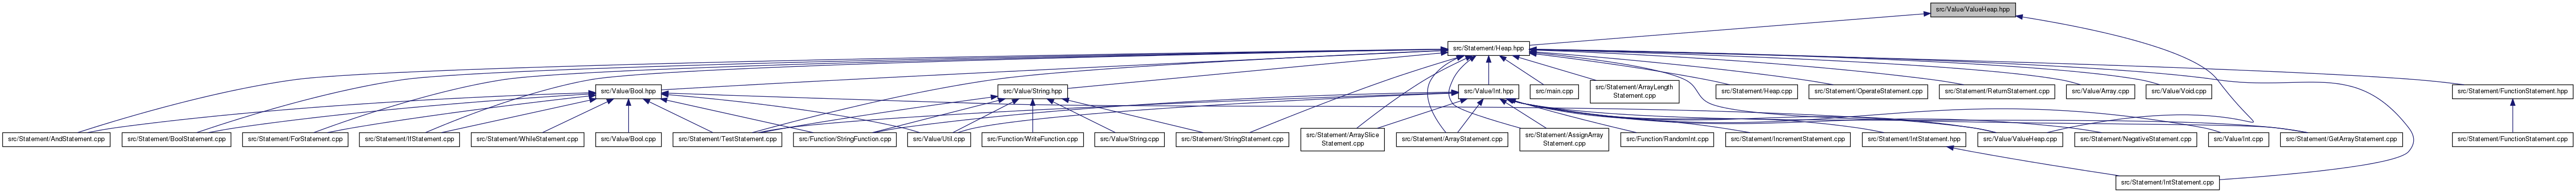 src/Value/ValueHeap.hpp
src/Statement/Heap.hpp
src/Value/Bool.hpp
src/Value/String.hpp
src/Value/Int.hpp
src/main.cpp
src/Statement/ArrayLength
Statement.cpp
src/Statement/Heap.cpp
src/Statement/OperateStatement.cpp
src/Statement/ReturnStatement.cpp
src/Value/Array.cpp
src/Value/Void.cpp
src/Statement/FunctionStatement.hpp
src/Statement/AndStatement.cpp
src/Statement/BoolStatement.cpp
src/Statement/ForStatement.cpp
src/Statement/IfStatement.cpp
src/Statement/WhileStatement.cpp
src/Value/Bool.cpp
src/Statement/TestStatement.cpp
src/Function/StringFunction.cpp
src/Value/Util.cpp
src/Function/WriteFunction.cpp
src/Value/String.cpp
src/Statement/StringStatement.cpp
src/Statement/ArraySlice
Statement.cpp
src/Statement/ArrayStatement.cpp
src/Statement/AssignArray
Statement.cpp
src/Function/RandomInt.cpp
src/Statement/IncrementStatement.cpp
src/Statement/IntStatement.hpp
src/Value/ValueHeap.cpp
src/Statement/NegativeStatement.cpp
src/Value/Int.cpp
src/Statement/GetArrayStatement.cpp
src/Statement/FunctionStatement.cpp
src/Statement/IntStatement.cpp